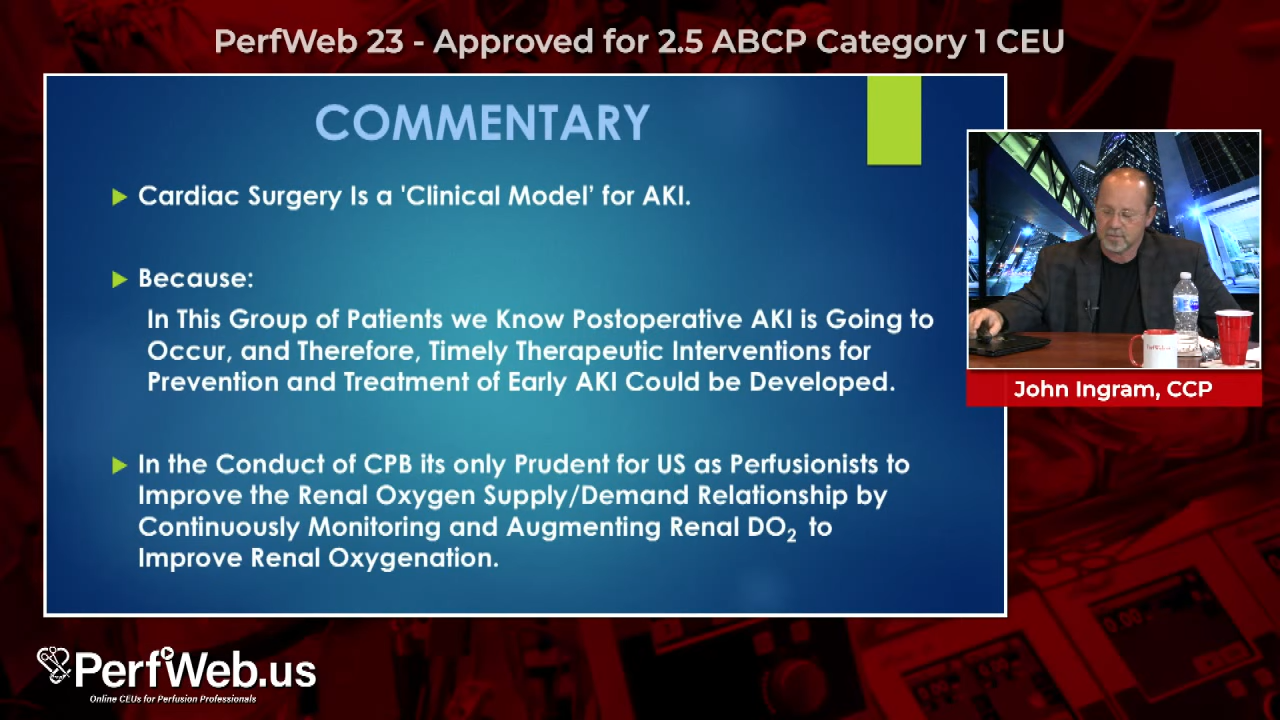 PerfWeb 23 - Approved for 2.5 ABCP Category 1 CEU
COMMENTARY
Cardiac Surgery Is a 'Clinical Model’ for AKI.
Because:
In This Group of Patients we Know Postoperative AKI is Going to
Occur, and Therefore, Timely Therapeutic Interventions for
Prevention and Treatment of Early AKI Could be Developed.
In the Conduct of CPB its only Prudent for US as Perfusionists to
Improve the Renal Oxygen Supply/Demand Relationship by
Continuously Monitoring and Augmenting Renal DO2 to
Improve Renal Oxygenation.
John Ingram, CCP
PerfWeb.us
Online CEUs for Perfusion Professionals